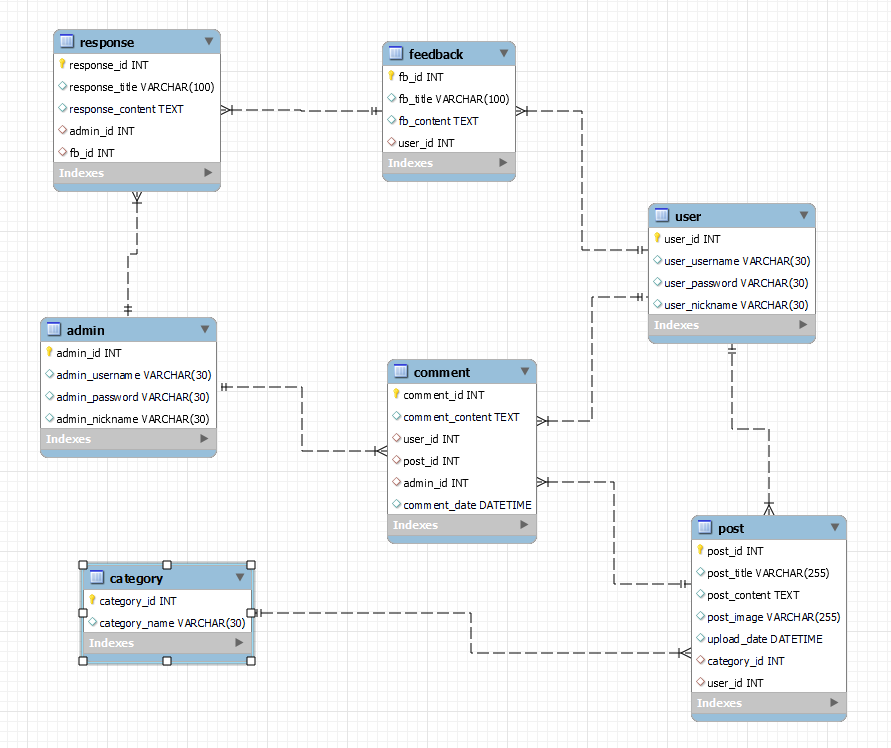 response
response_id INT
response_title VARCHAR(100)
response_content TEXT
admin_id INT
fb_id INT
Indexes
feedback
fb_id INT
fb_title VARCHAR(100)
fb_content TEXT
user_id INT
Indexes
user
user_id INT
user_username VARCHAR(30)
user_password VARCHAR(30)
user_nickname VARCHAR(30)
Indexes
admin
admin_id INT
admin_username VARCHAR(30)
admin_password VARCHAR(30)
admin_nickname VARCHAR(30)
Indexes
comment
comment_id INT
comment_content TEXT
user_id INT
post_id INT
admin_id INT
comment_date DATETIME
Indexes
category
category_id INT
category_name VARCHAR(30)
Indexes
post
post_id INT
post_title VARCHAR(255)
post_content TEXT
post_image VARCHAR(255)
upload_date DATETIME
category_id INT
user_id INT
Indexes